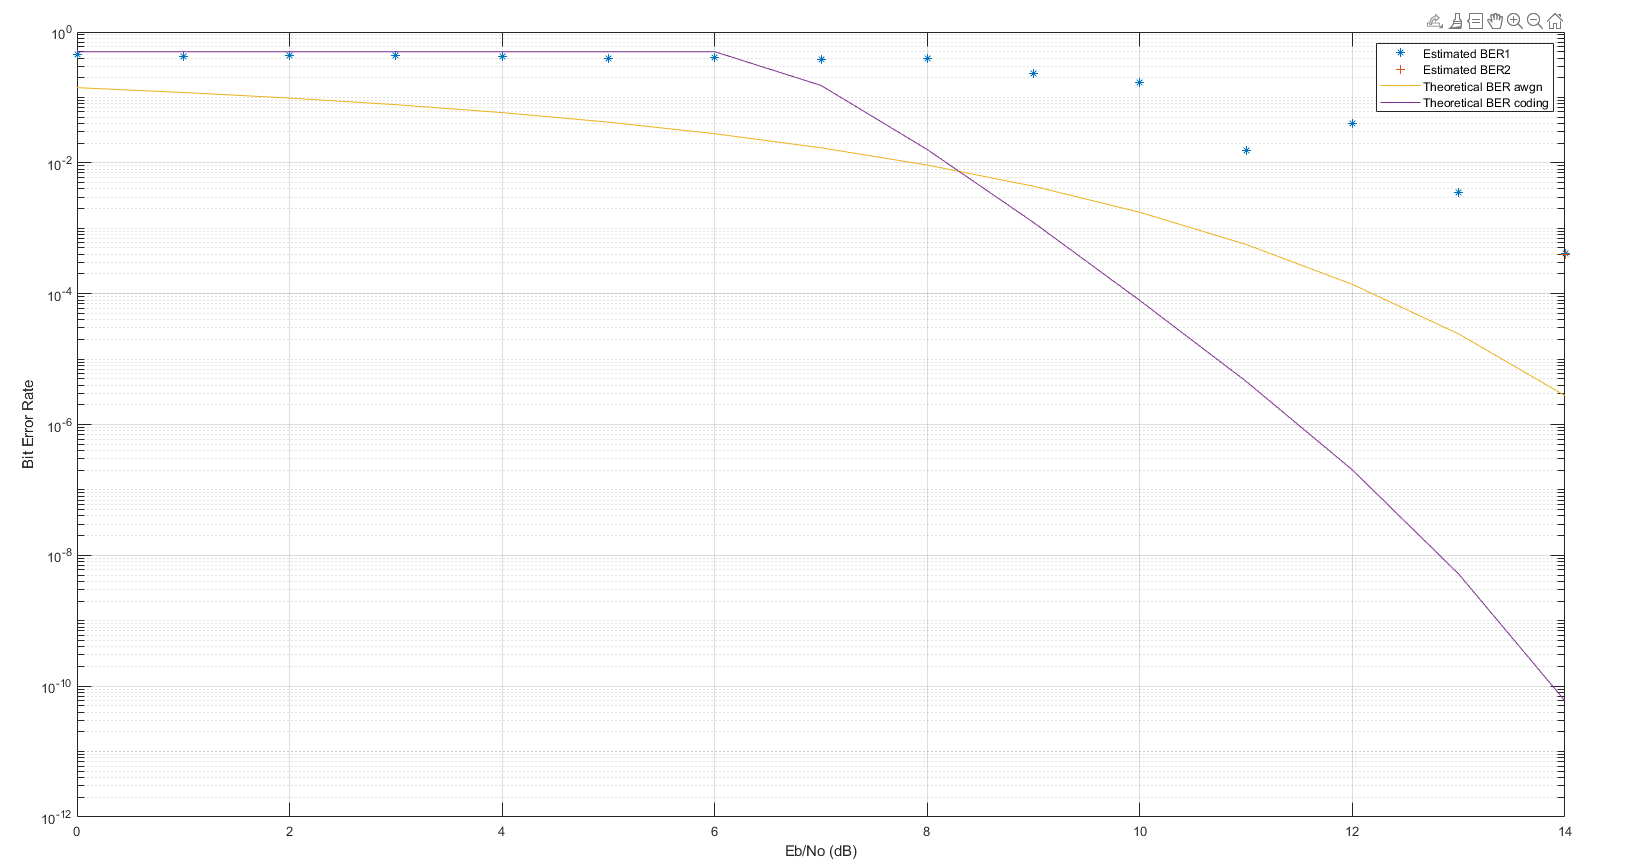 10^0
10^-2
10^-4
10^-6
10^-8
10^-10
10^-12
Bit Error Rate
Estimated BER1
Estimated BER2
Theoretical BER awgn
Theoretical BER coding
0 2 4 6 8 10 12 14
Eb/No (dB)